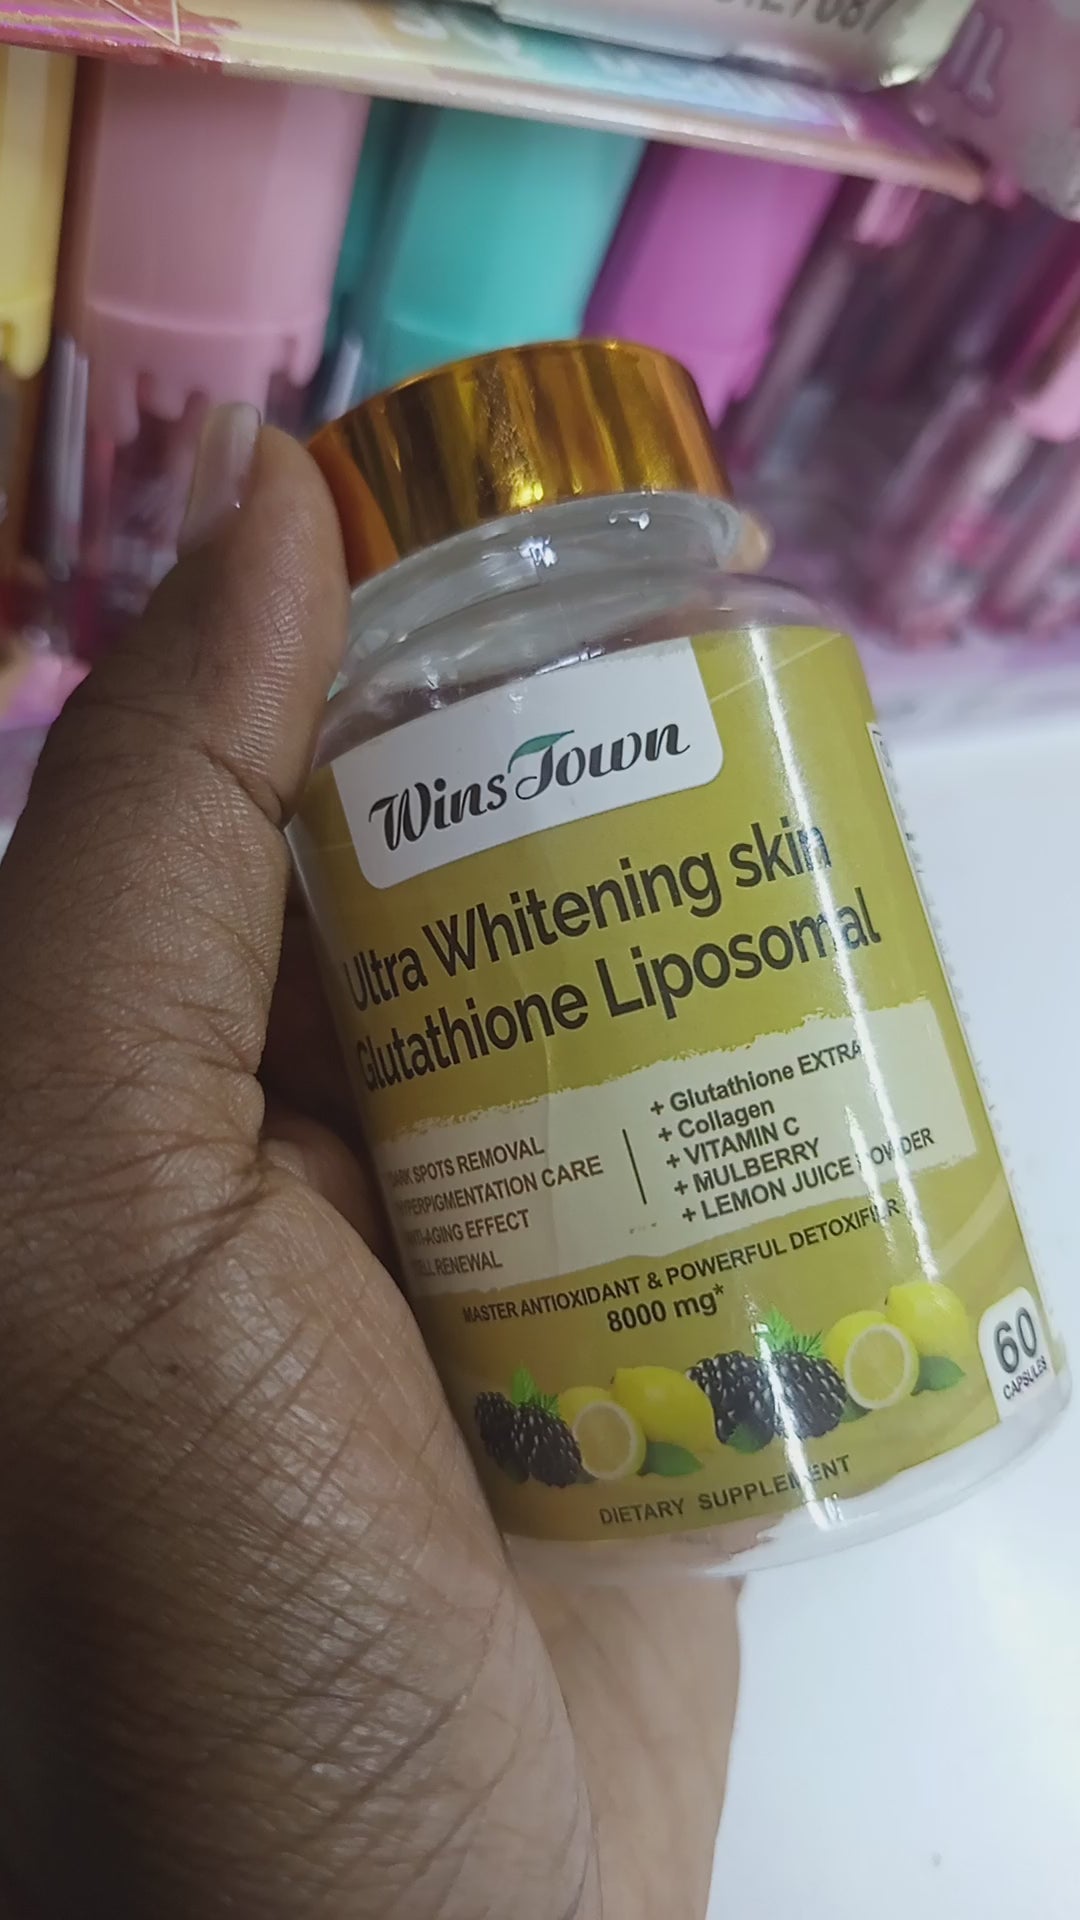 Wins Town
Ultra Whitening skin
Glutathione Liposomal
DARK SPOTS REMOVAL
HYPERPIGMENTATION CARE
ANTI-AGING EFFECT
CELL RENEWAL
+ Glutathione EXTRA
+ Collagen
+ VITAMIN C
+ MULBERRY
+ LEMON JUICE POWDER
MASTER ANTIOXIDANT & POWERFUL DETOXIFIER
8000 mg*
60
CAPSULES
DIETARY SUPPLEMENT